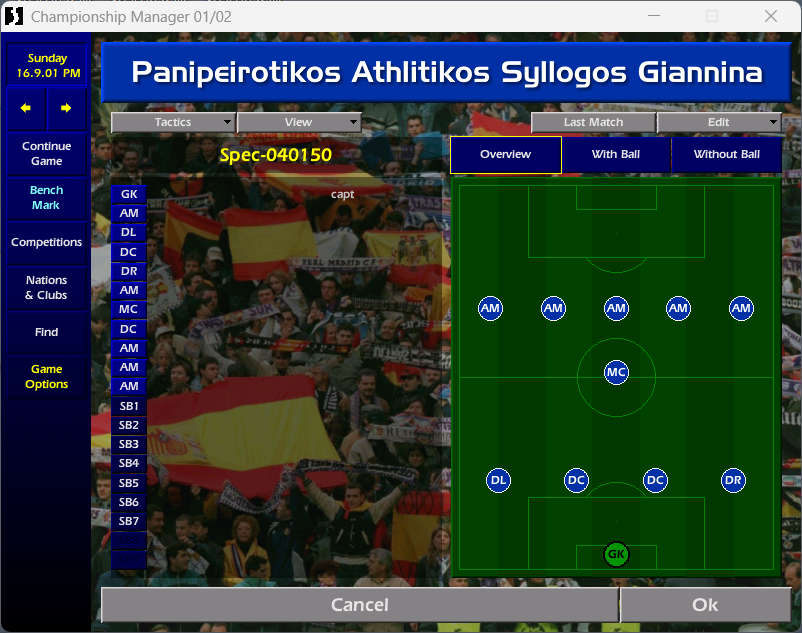 Championship Manager 01/02
Sunday
16.9.01 PM
Continue
Game
Bench
Mark
Competitions
Nations
& Clubs
Find
Game
Options
Panipeirotikos Athlitikos Syllogos Giannina
Tactics
View
Last Match
Edit
Spec-040150
Overview
With Ball
Without Ball
GK
capt
AM
DL
DC
DR
AM
MC
DC
AM
AM
AM
SB1
SB2
SB3
SB4
SB5
SB6
SB7
AM AM AM AM AM
MC
DL DC DC DR
GK
REAL MADRID C.F.
Cancel
Ok